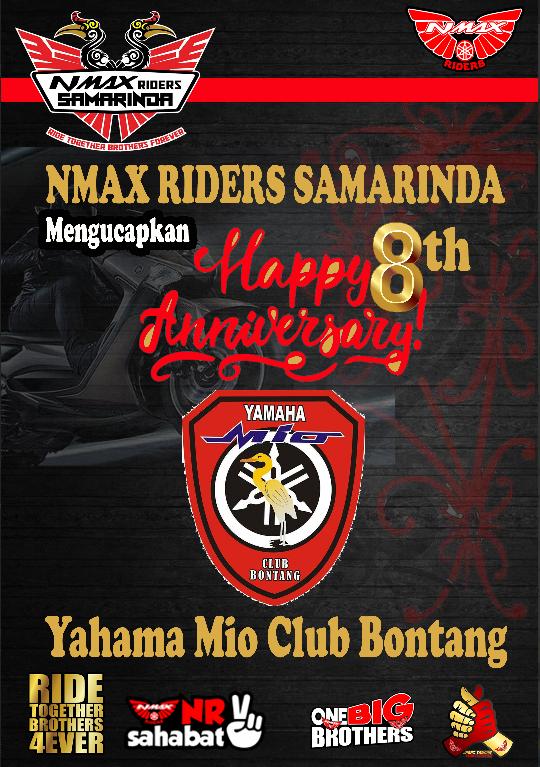 NMAX RIDERS
SAMARINDA
RIDE TOGETHER BROTHERS FOREVER
NMAX
RIDERS
NMAX RIDERS SAMARINDA
Mengucapkan
Happy 8th
Anniversary!
YAMAHA
Mio
CLUB
BONTANG
Yahama Mio Club Bontang
RIDE
TOGETHER
BROTHERS
4EVER
NMAX
NR
sahabat
ONE BIG
BROTHERS